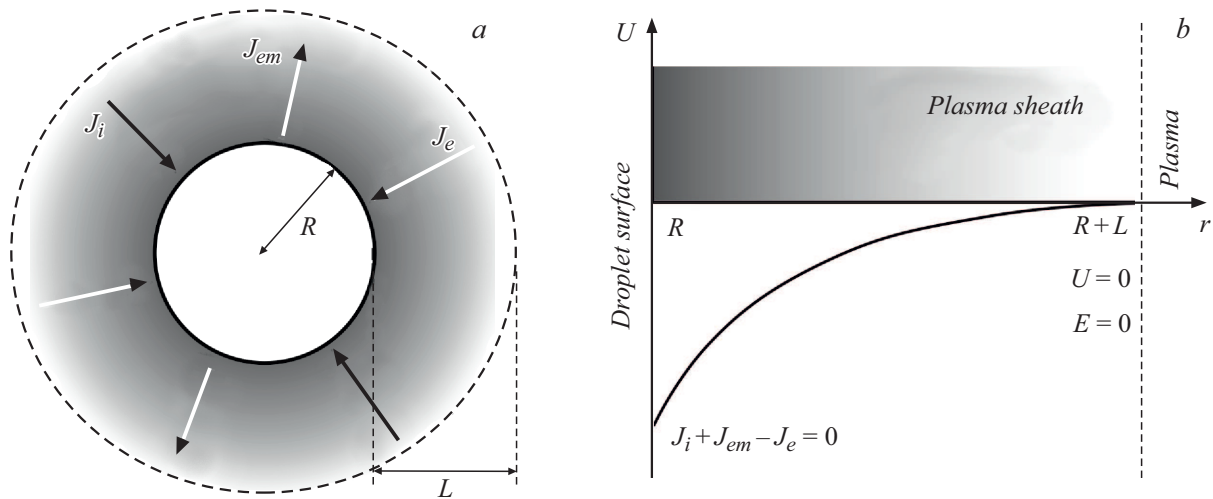 a
J_em
J_i
J_e
R
L
U
b
Plasma sheath
Plasma
Droplet surface
R
R + L
r
U = 0
E = 0
J_i + J_em – J_e = 0